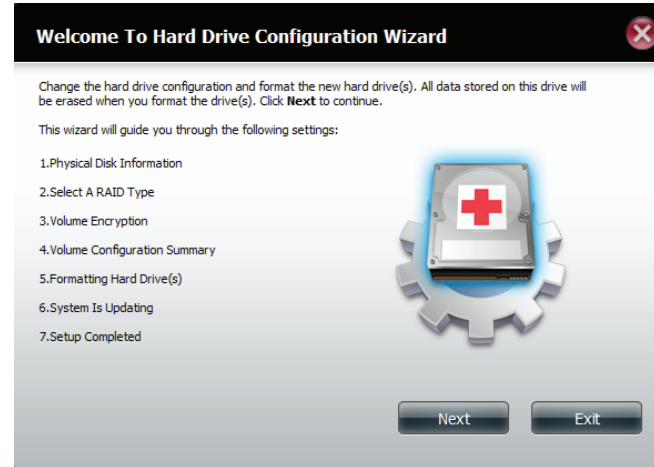 Welcome To Hard Drive Configuration Wizard
Change the hard drive configuration and format the new hard drive(s). All data stored on this drive will
be erased when you format the drive(s). Click Next to continue.
This wizard will guide you through the following settings:
1.Physical Disk Information
2.Select A RAID Type
3.Volume Encryption
4.Volume Configuration Summary
5.Formatting Hard Drive(s)
6.System Is Updating
7.Setup Completed
Next Exit